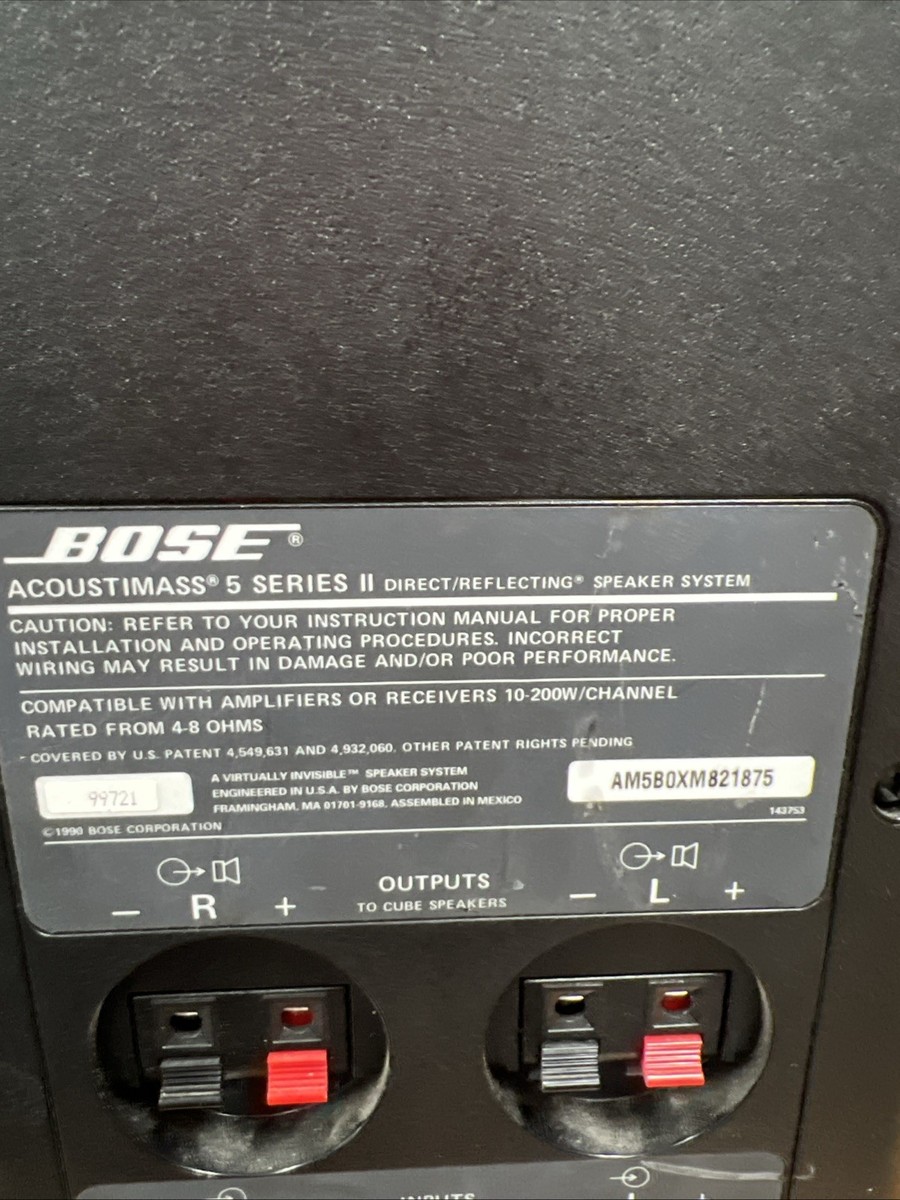 BOSE®
ACOUSTIMASS® 5 SERIES II DIRECT/REFLECTING® SPEAKER SYSTEM
CAUTION: REFER TO YOUR INSTRUCTION MANUAL FOR PROPER
INSTALLATION AND OPERATING PROCEDURES. INCORRECT
WIRING MAY RESULT IN DAMAGE AND/OR POOR PERFORMANCE.
COMPATIBLE WITH AMPLIFIERS OR RECEIVERS 10-200W/CHANNEL
RATED FROM 4-8 OHMS
COVERED BY U.S. PATENT 4,549,631 AND 4,932,060. OTHER PATENT RIGHTS PENDING
99721
A VIRTUALLY INVISIBLE™ SPEAKER SYSTEM
ENGINEERED IN U.S.A. BY BOSE CORPORATION
FRAMINGHAM, MA 01701-9168. ASSEMBLED IN MEXICO
AM5B0XM821875
143753
©1990 BOSE CORPORATION
OUTPUTS
TO CUBE SPEAKERS
− R +
− L +
INPUTS